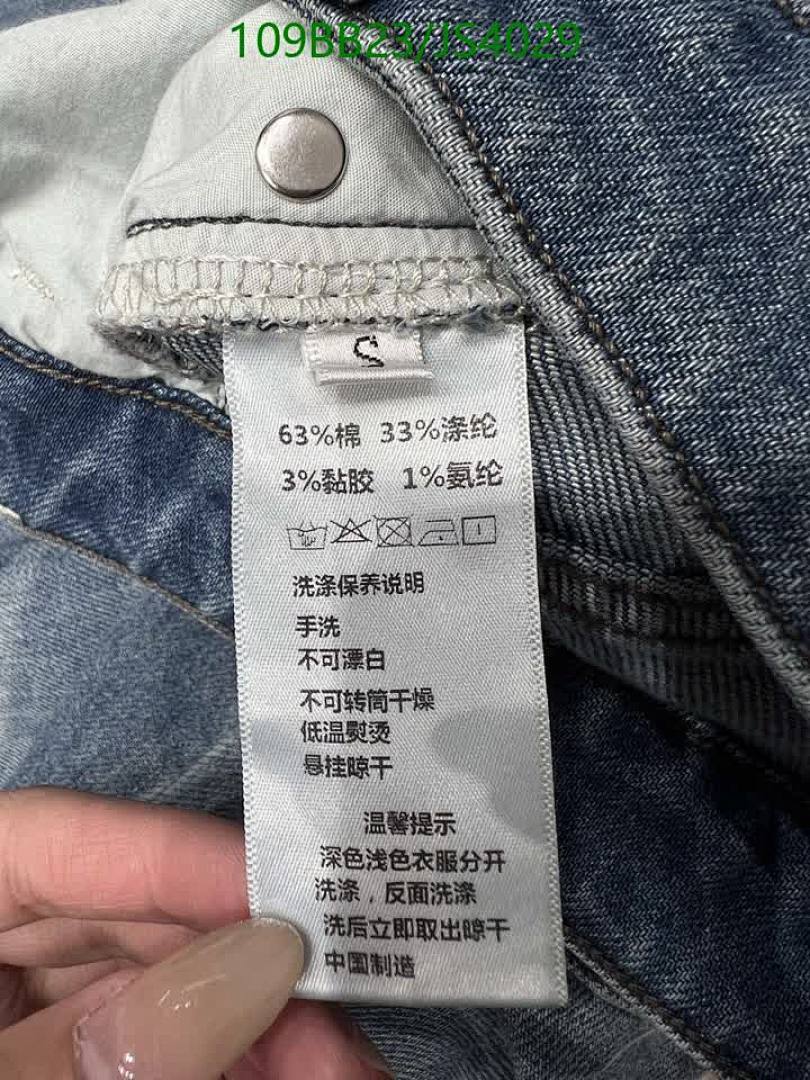 109BB23/JS4029
S
63%棉 33%涤纶
3%黏胶 1%氨纶
洗涤保养说明
手洗
不可漂白
不可转筒干燥
低温熨烫
悬挂晾干
温馨提示
深色浅色衣服分开
洗涤，反面洗涤
洗后立即取出晾干
中国制造